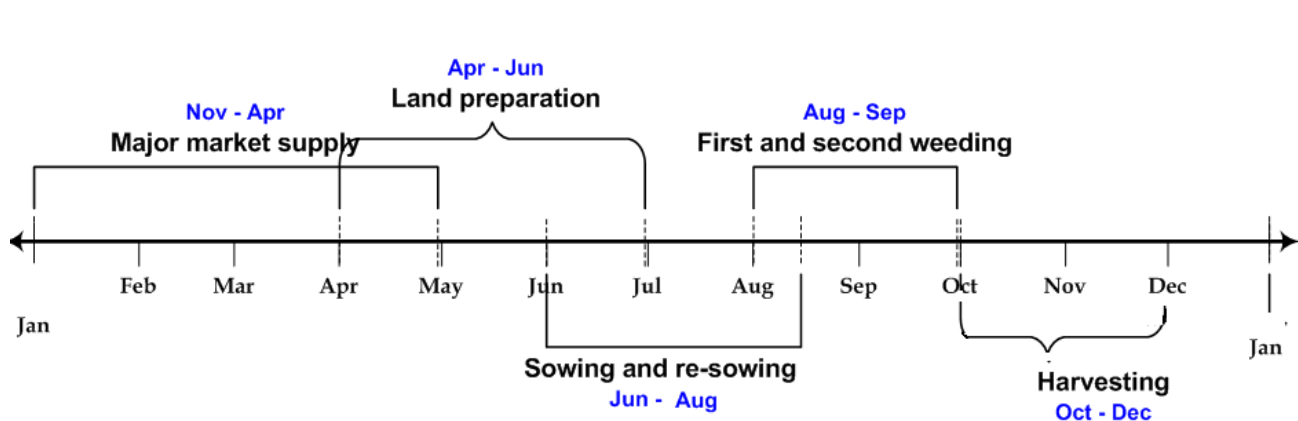 Apr - Jun
Land preparation
Nov - Apr
Major market supply
Aug - Sep
First and second weeding
Feb Mar Apr May Jun Jul Aug Sep Oct Nov Dec
Jan
Jan
Sowing and re-sowing
Jun - Aug
Harvesting
Oct - Dec